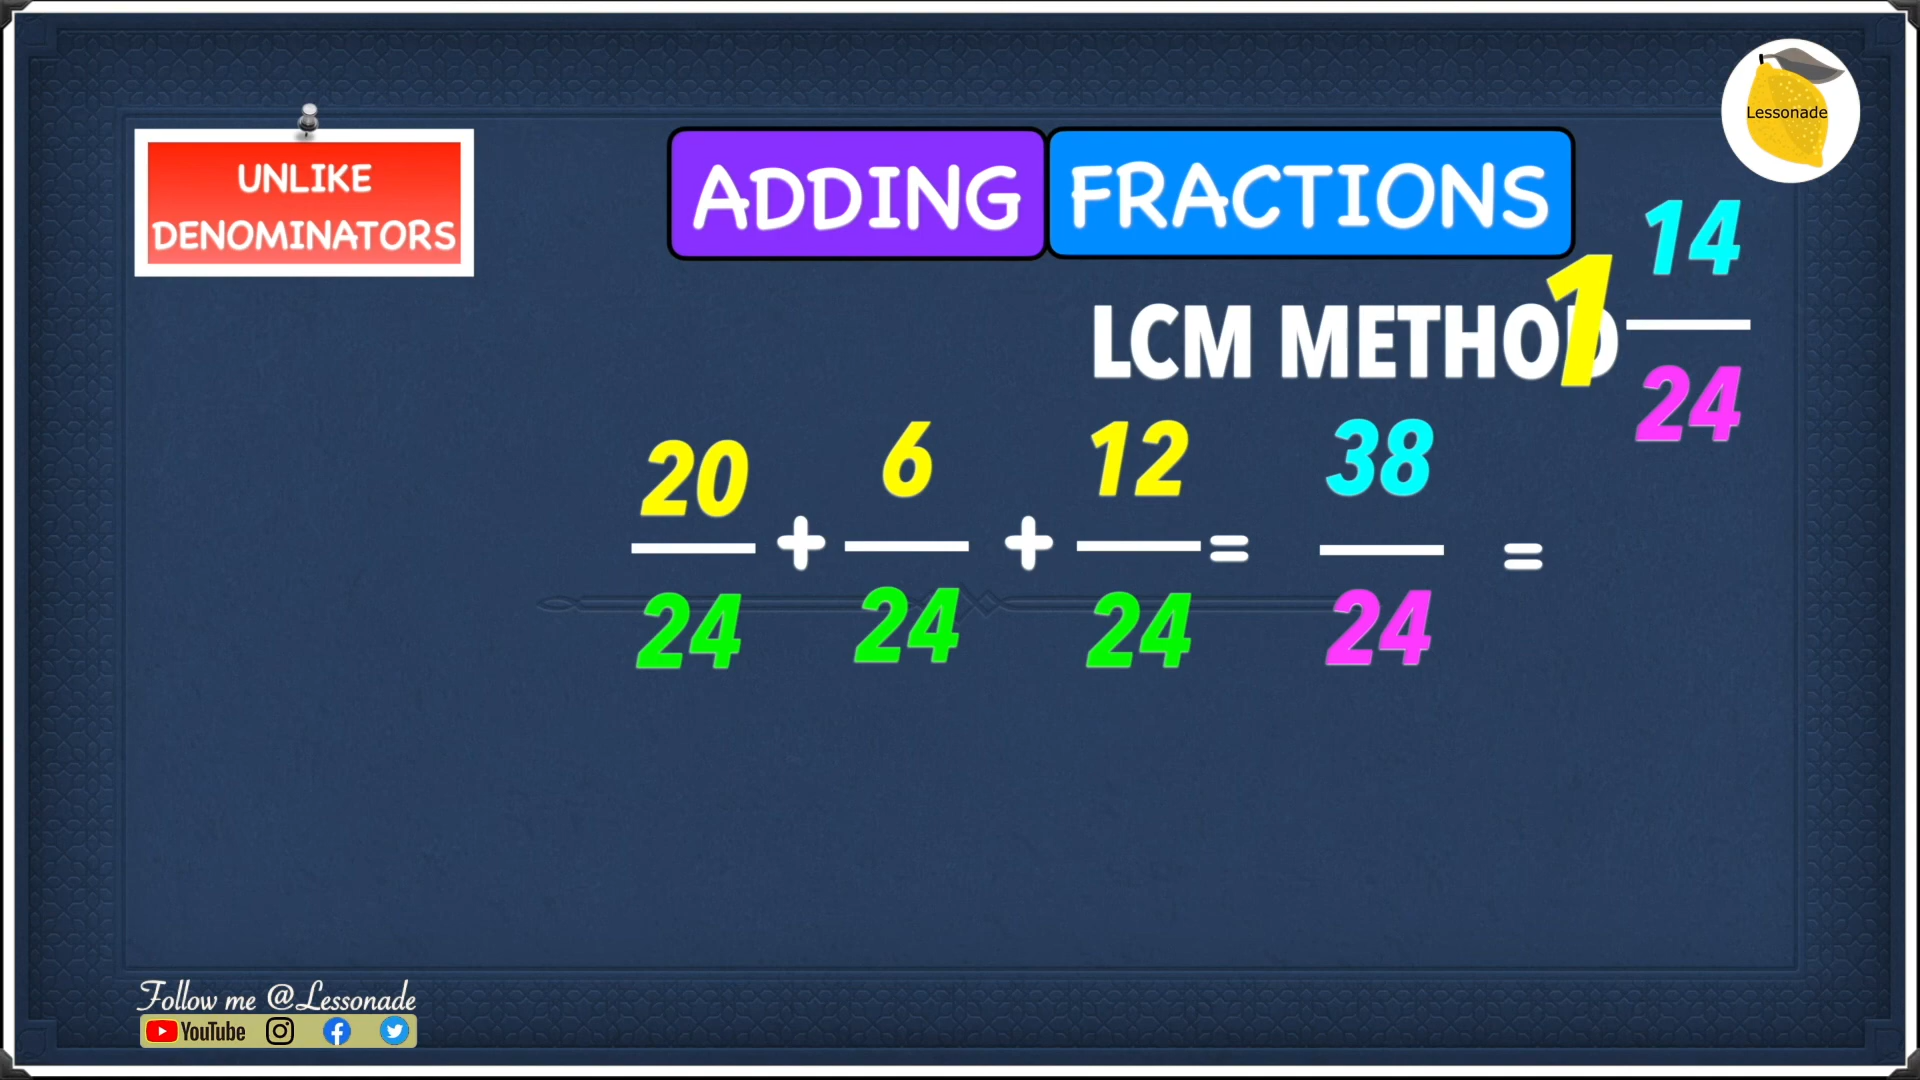 Lessonade
UNLIKE
DENOMINATORS
ADDING FRACTIONS
LCM METHOD
1 14
24
20 + 6 + 12 = 38 =
24 24 24 24
Follow me @Lessonade
YouTube